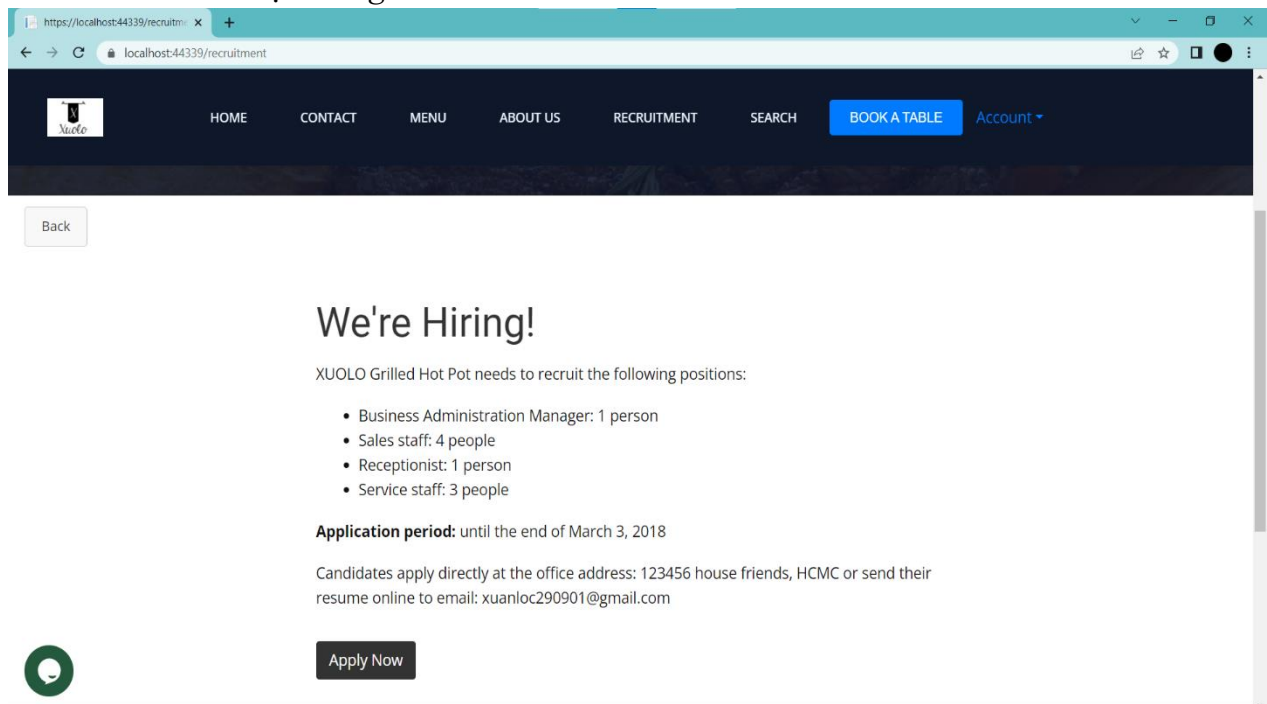 https://localhost:44339/recruitme
localhost:44339/recruitment
X
Xuolo
HOME
CONTACT
MENU
ABOUT US
RECRUITMENT
SEARCH
BOOK A TABLE
Account
Back
We're Hiring!
XUOLO Grilled Hot Pot needs to recruit the following positions:
• Business Administration Manager: 1 person
• Sales staff: 4 people
• Receptionist: 1 person
• Service staff: 3 people
Application period: until the end of March 3, 2018
Candidates apply directly at the office address: 123456 house friends, HCMC or send their
resume online to email: xuanloc290901@gmail.com
Apply Now